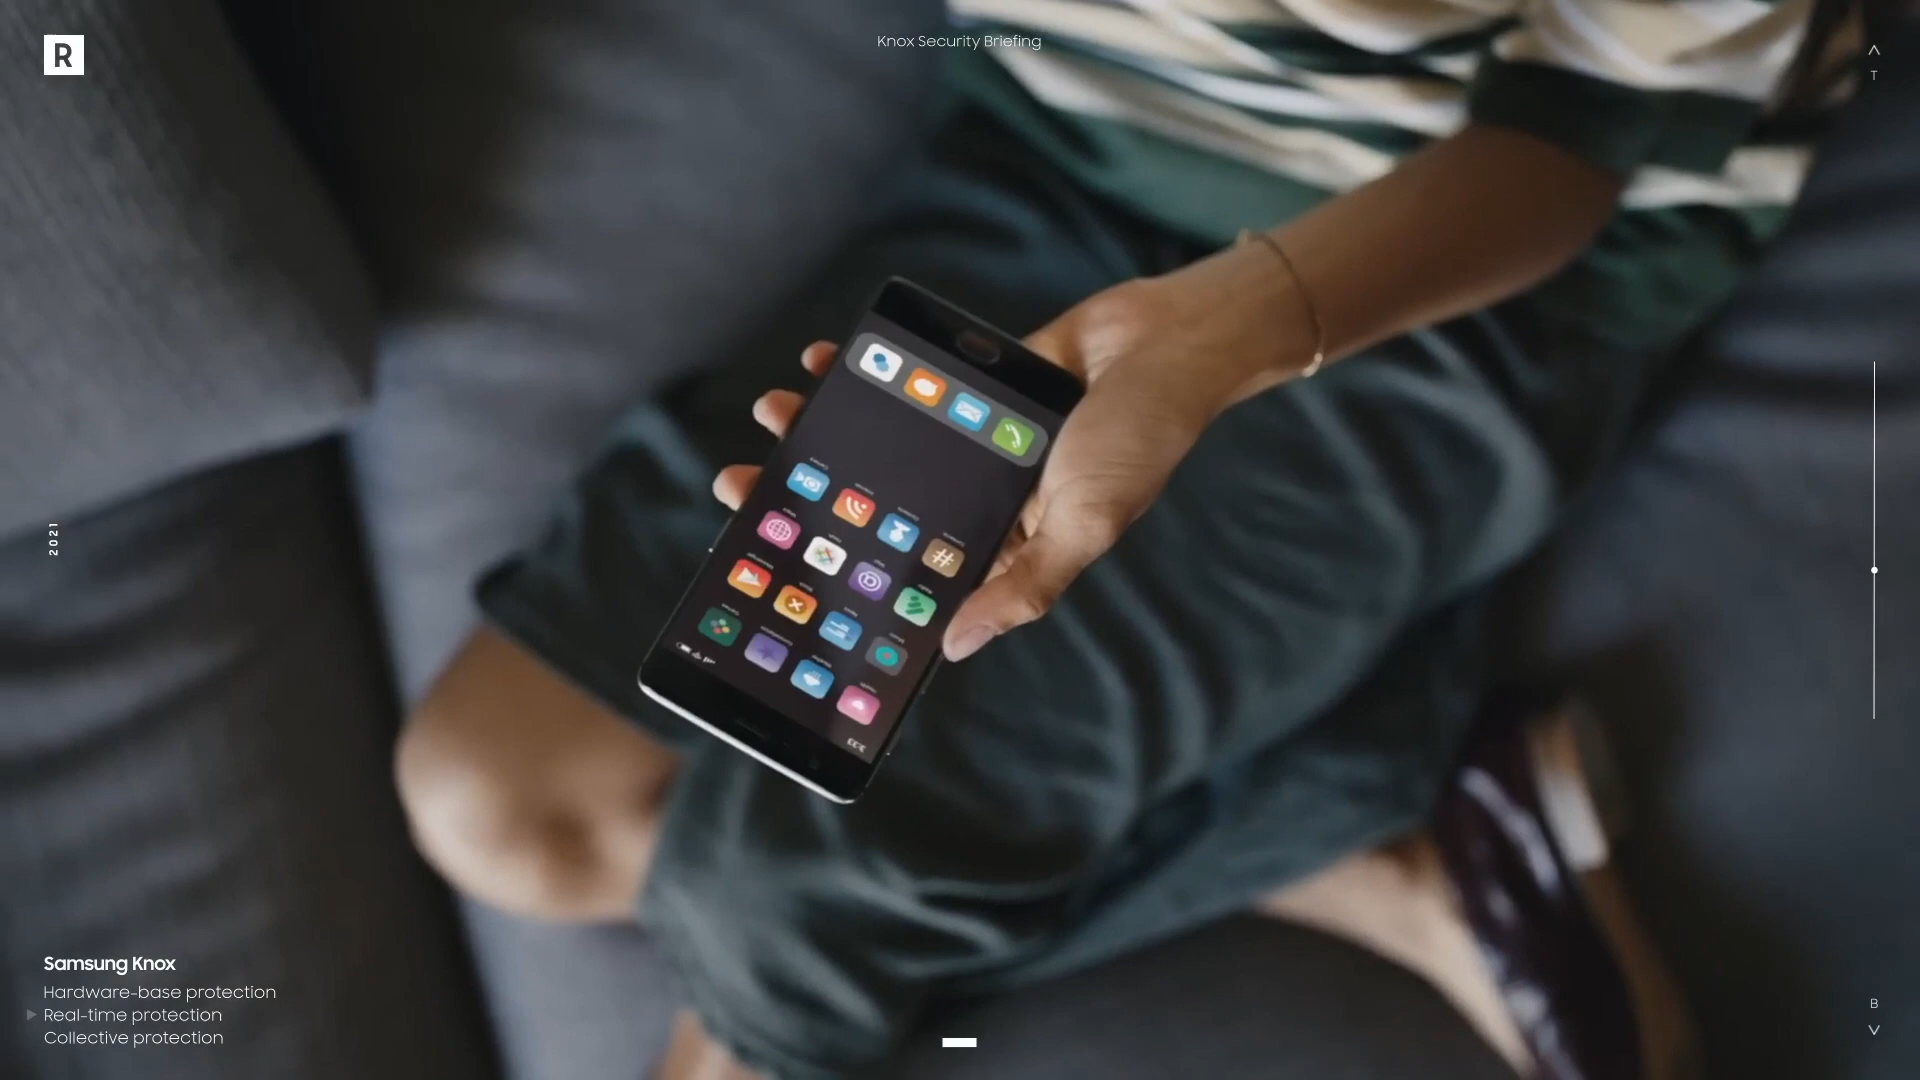 R
Knox Security Briefing
T
2021
Samsung Knox
Hardware-base protection
Real-time protection
Collective protection
B